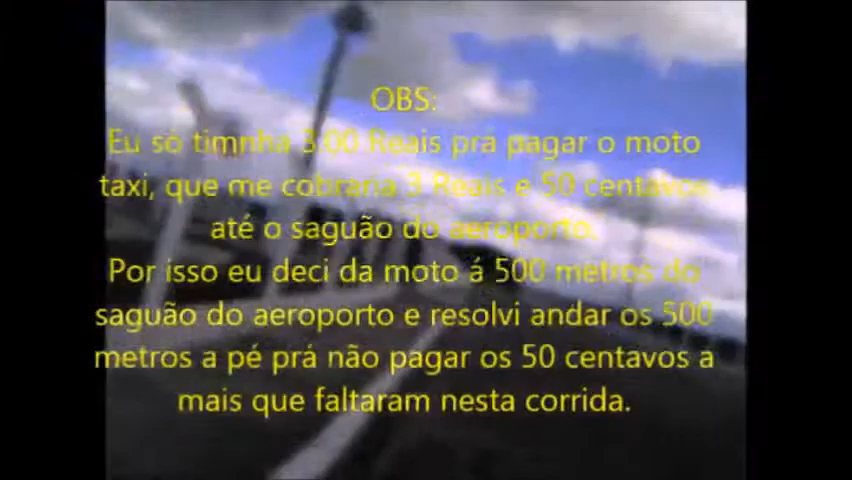 OBS:
Eu só timnha 3,00 Reais prá pagar o moto
taxi, que me cobraria 3 Reais e 50 centavos
até o saguão do aeroporto.
Por isso eu deci da moto á 500 metros do
saguão do aeroporto e resolvi andar os 500
metros a pé prá não pagar os 50 centavos a
mais que faltaram nesta corrida.